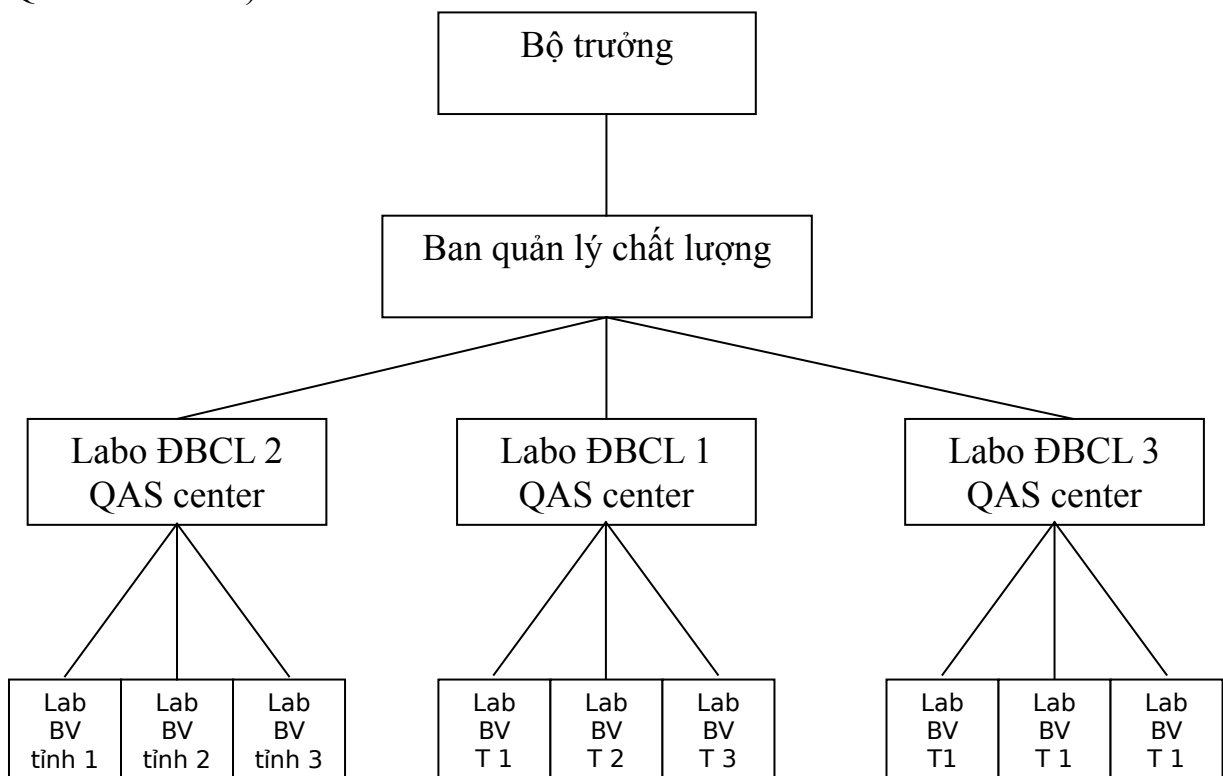 Bộ trưởng
Ban quản lý chất lượng
Labo ĐBCL 2
QAS center
Labo ĐBCL 1
QAS center
Labo ĐBCL 3
QAS center
Lab
BV
tỉnh 1
Lab
BV
tỉnh 2
Lab
BV
tỉnh 3
Lab
BV
T 1
Lab
BV
T 2
Lab
BV
T 3
Lab
BV
T1
Lab
BV
T 1
Lab
BV
T 1